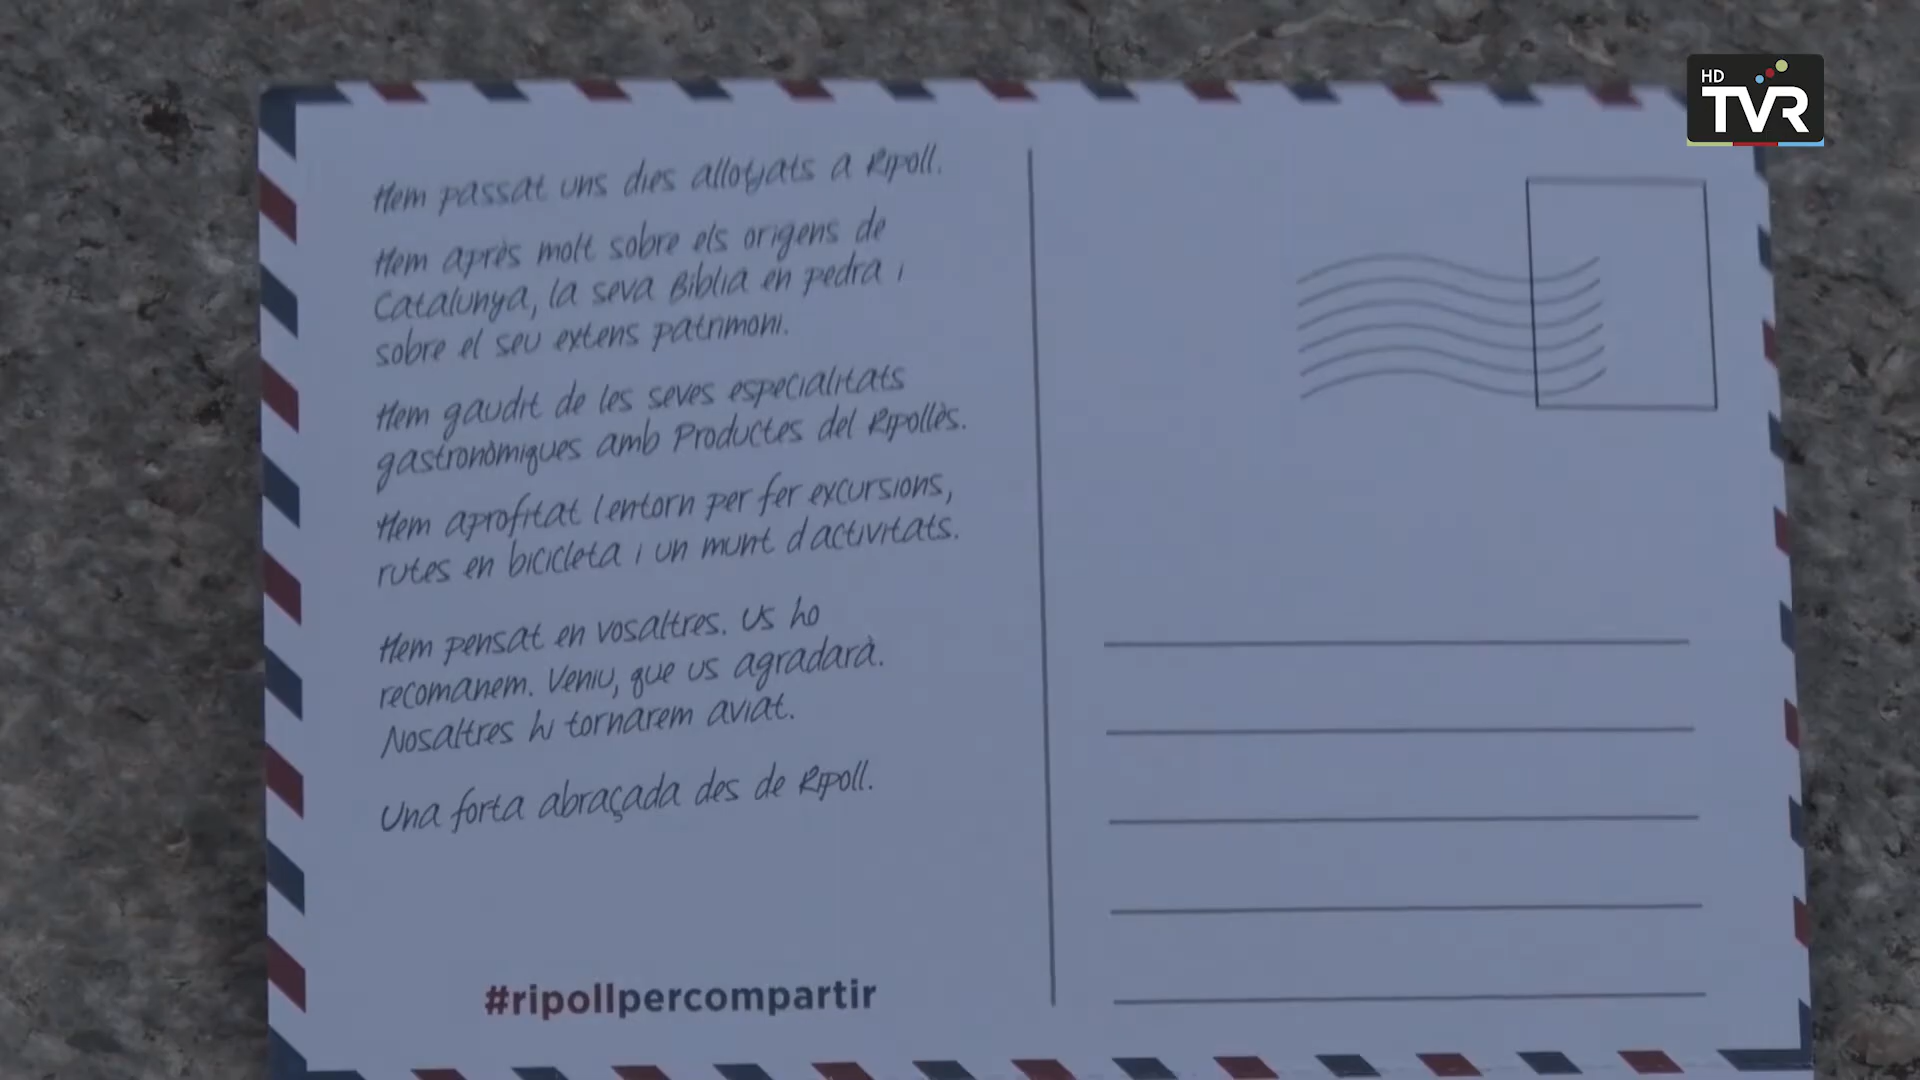 HD
TVR
Hem passat uns dies allotjats a Ripoll.
Hem après molt sobre els orígens de
Catalunya, la seva Bíblia en pedra i
sobre el seu extens patrimoni.
Hem gaudit de les seves especialitats
gastronòmiques amb Productes del Ripollès.
Hem aprofitat lentorn per fer excursions,
rutes en bicicleta i un munt dactivitats.
Hem pensat en vosaltres. Us ho
recomanem. Veniu, que us agradarà.
Nosaltres hi tornarem aviat.
Una forta abraçada des de Ripoll.
#ripollpercompartir